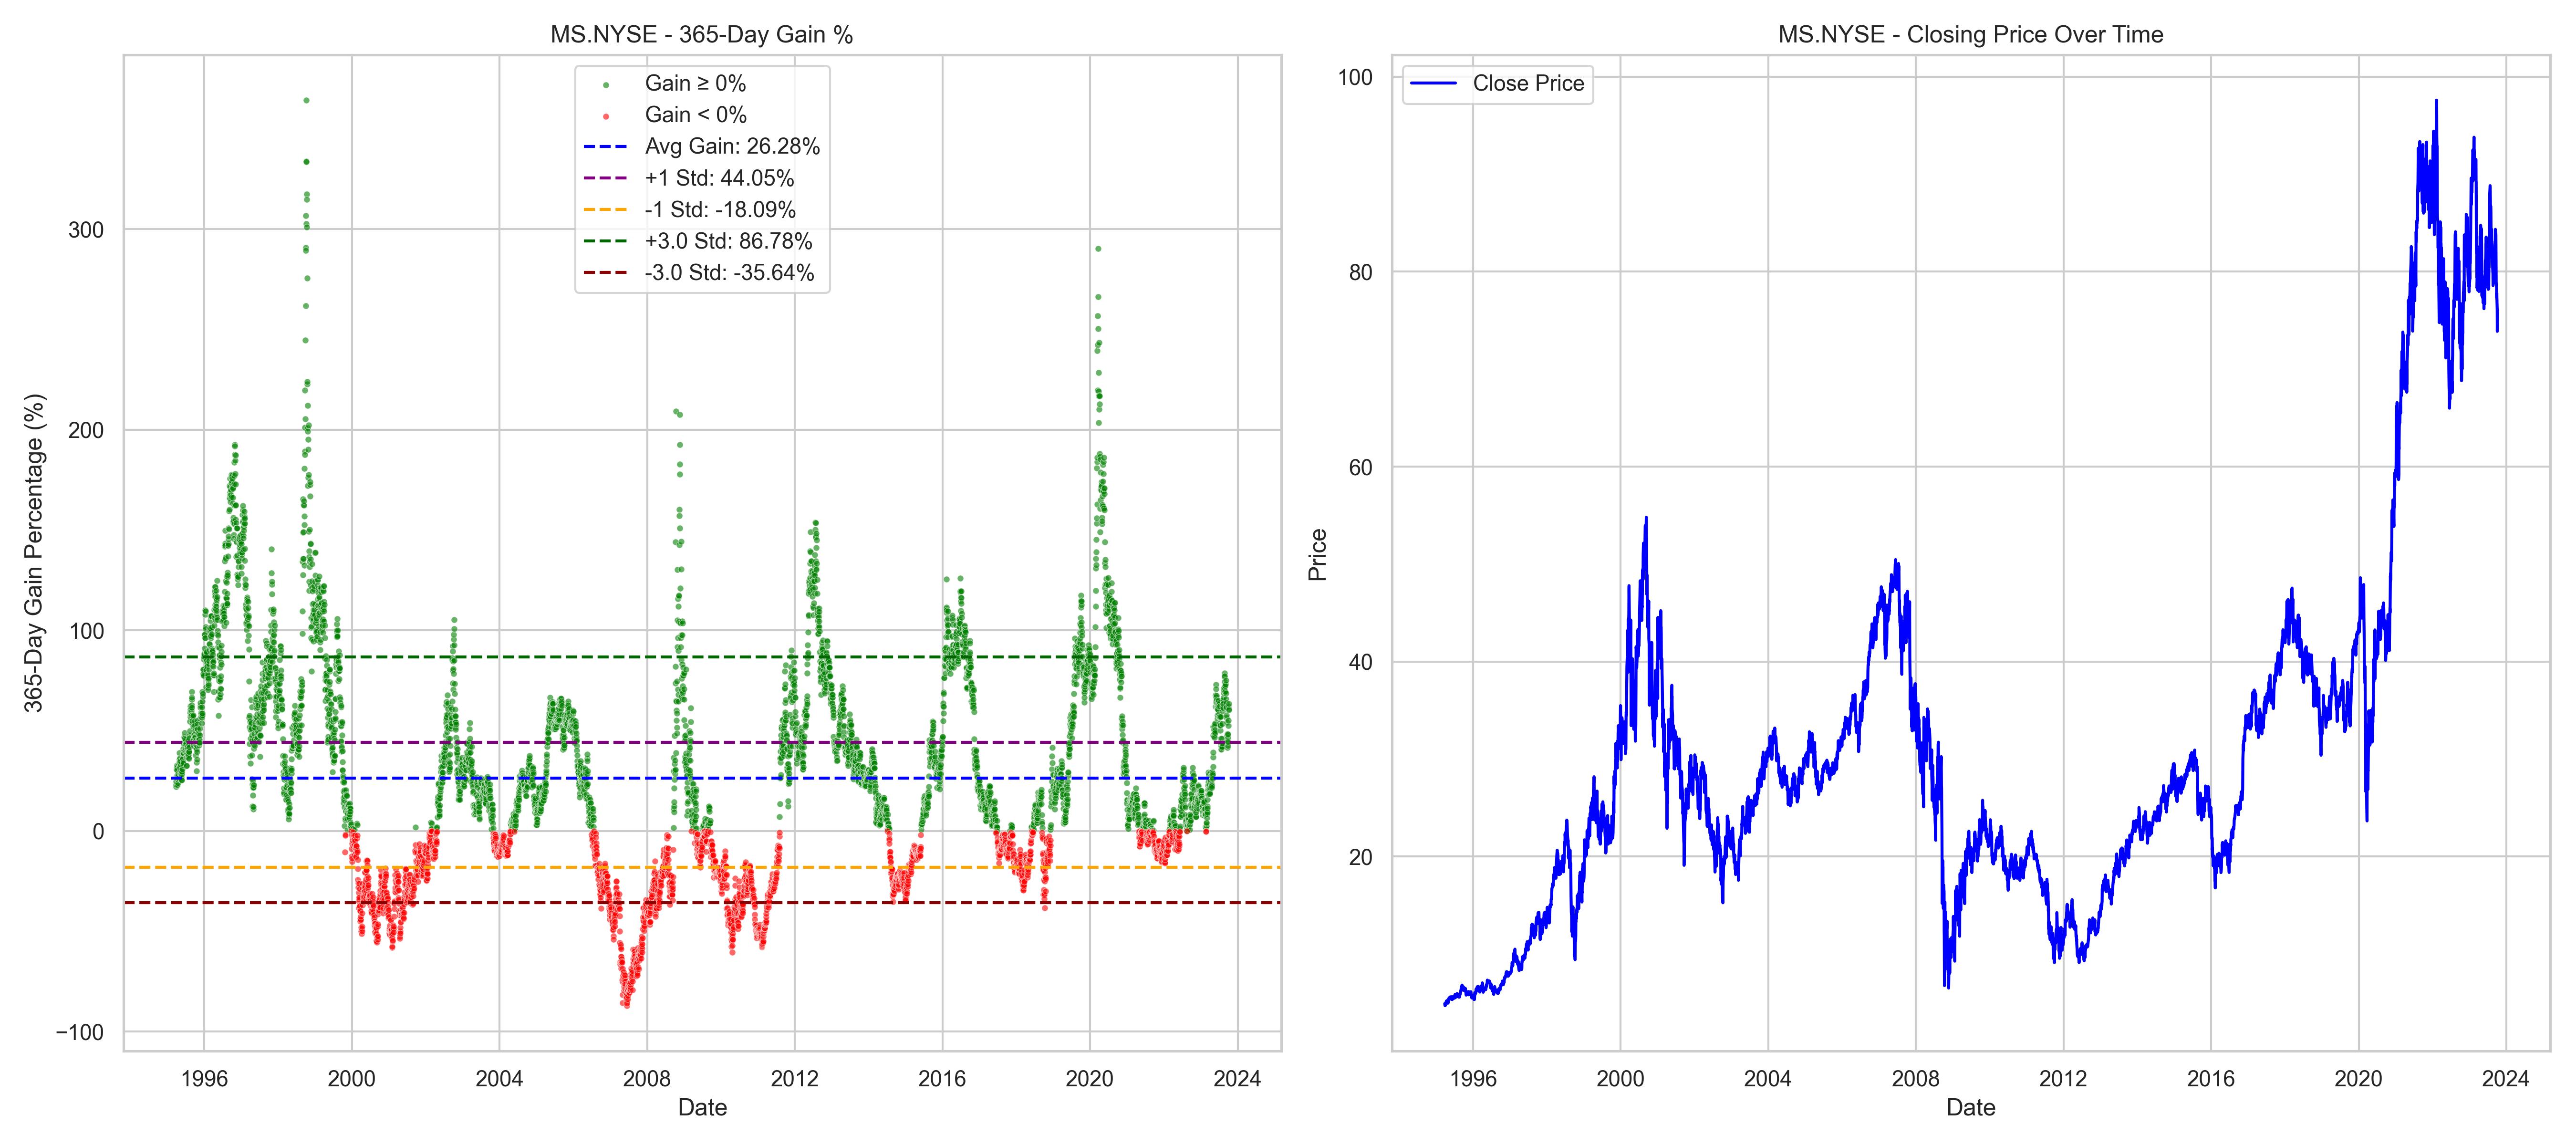 MS.NYSE - 365-Day Gain %
Gain ≥ 0%
Gain < 0%
Avg Gain: 26.28%
+1 Std: 44.05%
-1 Std: -18.09%
+3.0 Std: 86.78%
-3.0 Std: -35.64%
365-Day Gain Percentage (%)
300
200
100
0
−100
1996
2000
2004
2008
2012
2016
2020
2024
Date
MS.NYSE - Closing Price Over Time
Close Price
Price
100
80
60
40
20
1996
2000
2004
2008
2012
2016
2020
2024
Date